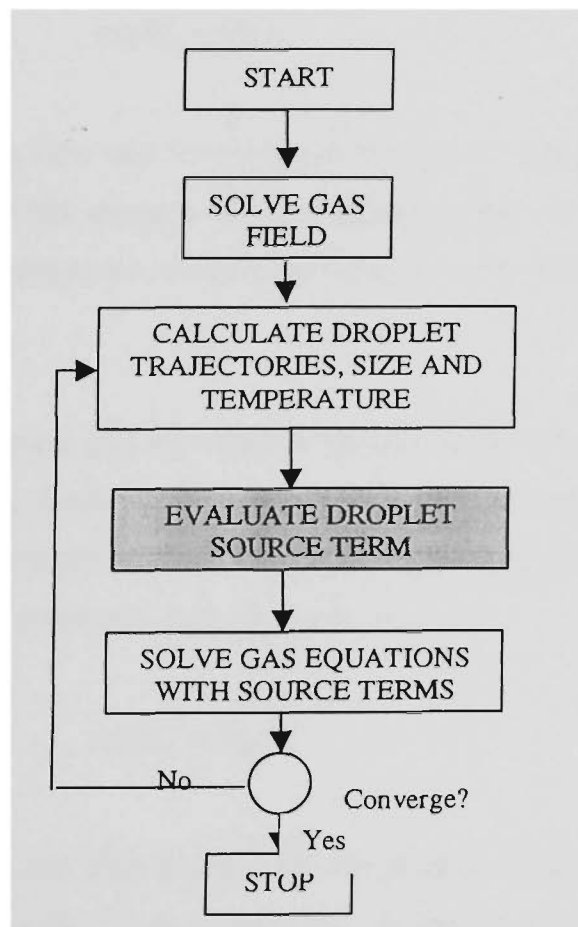 START
SOLVE GAS
FIELD
CALCULATE DROPLET
TRAJECTORIES, SIZE AND
TEMPERATURE
EVALUATE DROPLET
SOURCE TERM
SOLVE GAS EQUATIONS
WITH SOURCE TERMS
No
Converge?
Yes
STOP